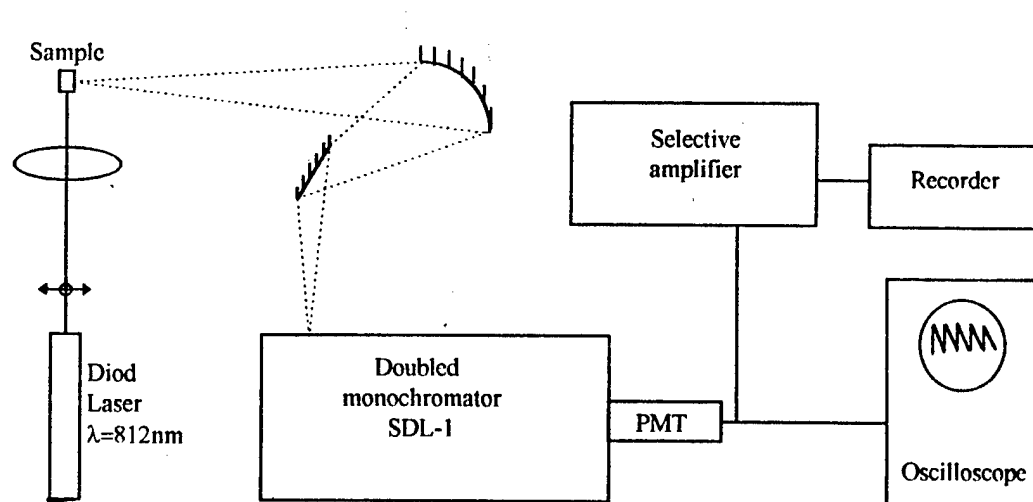 Sample
Selective
amplifier
Recorder
Diod
Laser
λ=812nm
Doubled
monochromator
SDL-1
PMT
Oscilloscope